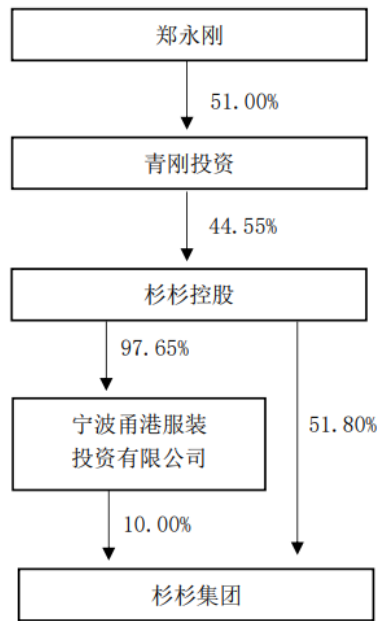 郑永刚
51.00%
青刚投资
44.55%
杉杉控股
97.65%
宁波甬港服装
投资有限公司
51.80%
10.00%
杉杉集团